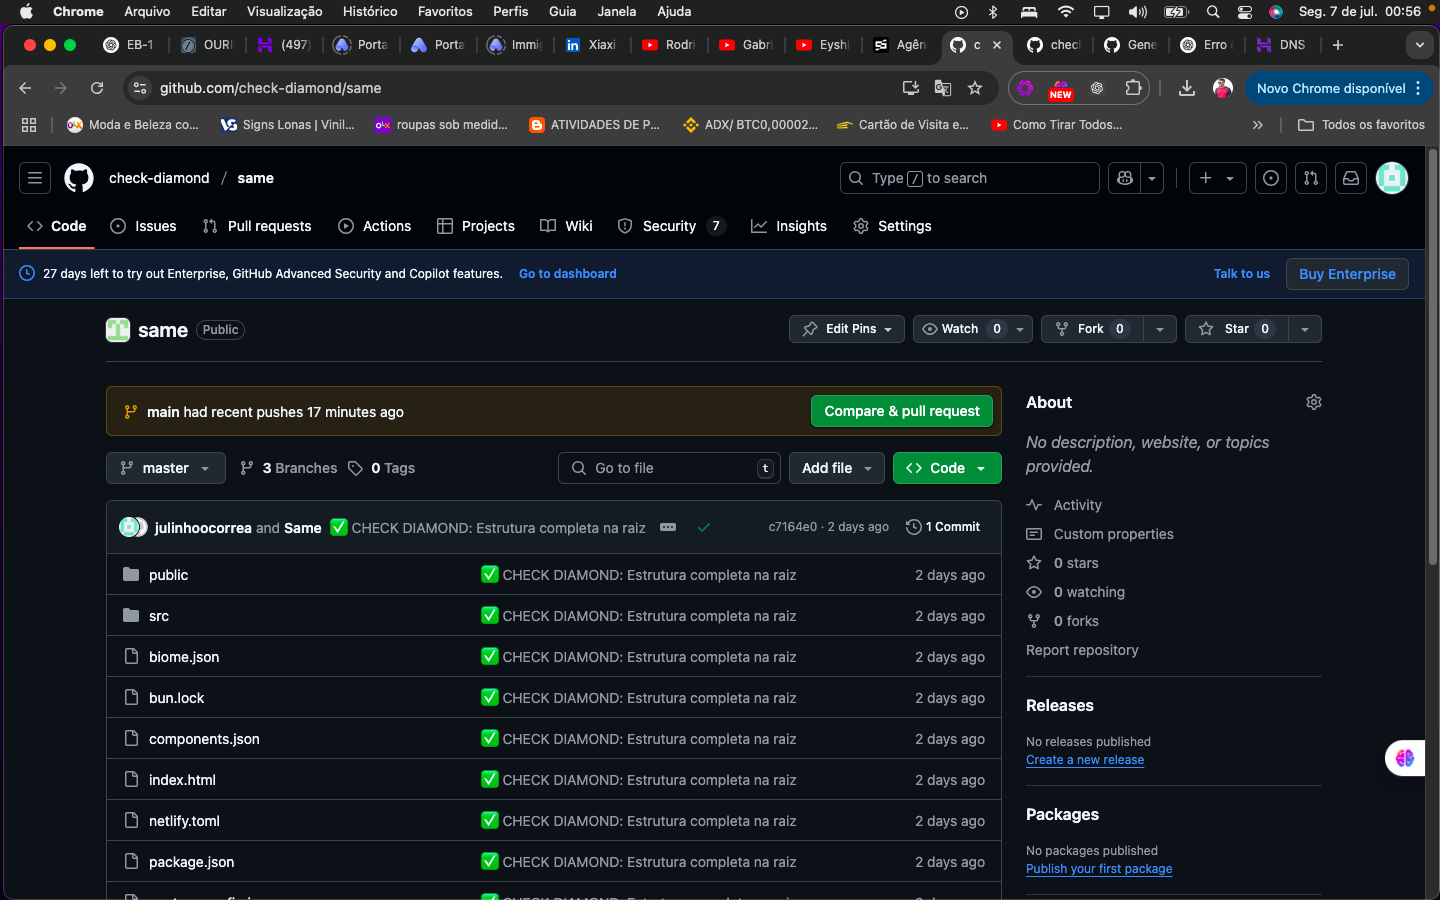 Chrome Arquivo Editar Visualização Histórico Favoritos Perfis Guia Janela Ajuda Seg. 7 de jul. 00:56
EB-1 OURI (497) Porta Porta Immi Xiaxi Rodri Gabri Eyshi Agên c chec Gene Erro DNS
github.com/check-diamond/same NEW Novo Chrome disponível
Moda e Beleza co... Signs Lonas | Vinil... roupas sob medid... ATIVIDADES DE P... ADX/ BTC0,00002... Cartão de Visita e... Como Tirar Todos... Todos os favoritos
check-diamond / same Type / to search
Code Issues Pull requests Actions Projects Wiki Security 7 Insights Settings
27 days left to try out Enterprise, GitHub Advanced Security and Copilot features. Go to dashboard Talk to us Buy Enterprise
same Public Edit Pins Watch 0 Fork 0 Star 0
main had recent pushes 17 minutes ago Compare & pull request
master 3 Branches 0 Tags Go to file t Add file Code
julinhoocorrea and Same ✅ CHECK DIAMOND: Estrutura completa na raiz c7164e0 · 2 days ago 1 Commit
public ✅ CHECK DIAMOND: Estrutura completa na raiz 2 days ago
src ✅ CHECK DIAMOND: Estrutura completa na raiz 2 days ago
biome.json ✅ CHECK DIAMOND: Estrutura completa na raiz 2 days ago
bun.lock ✅ CHECK DIAMOND: Estrutura completa na raiz 2 days ago
components.json ✅ CHECK DIAMOND: Estrutura completa na raiz 2 days ago
index.html ✅ CHECK DIAMOND: Estrutura completa na raiz 2 days ago
netlify.toml ✅ CHECK DIAMOND: Estrutura completa na raiz 2 days ago
package.json ✅ CHECK DIAMOND: Estrutura completa na raiz 2 days ago
About
No description, website, or topics
provided.
Activity
Custom properties
0 stars
0 watching
0 forks
Report repository
Releases
No releases published
Create a new release
Packages
No packages published
Publish your first package